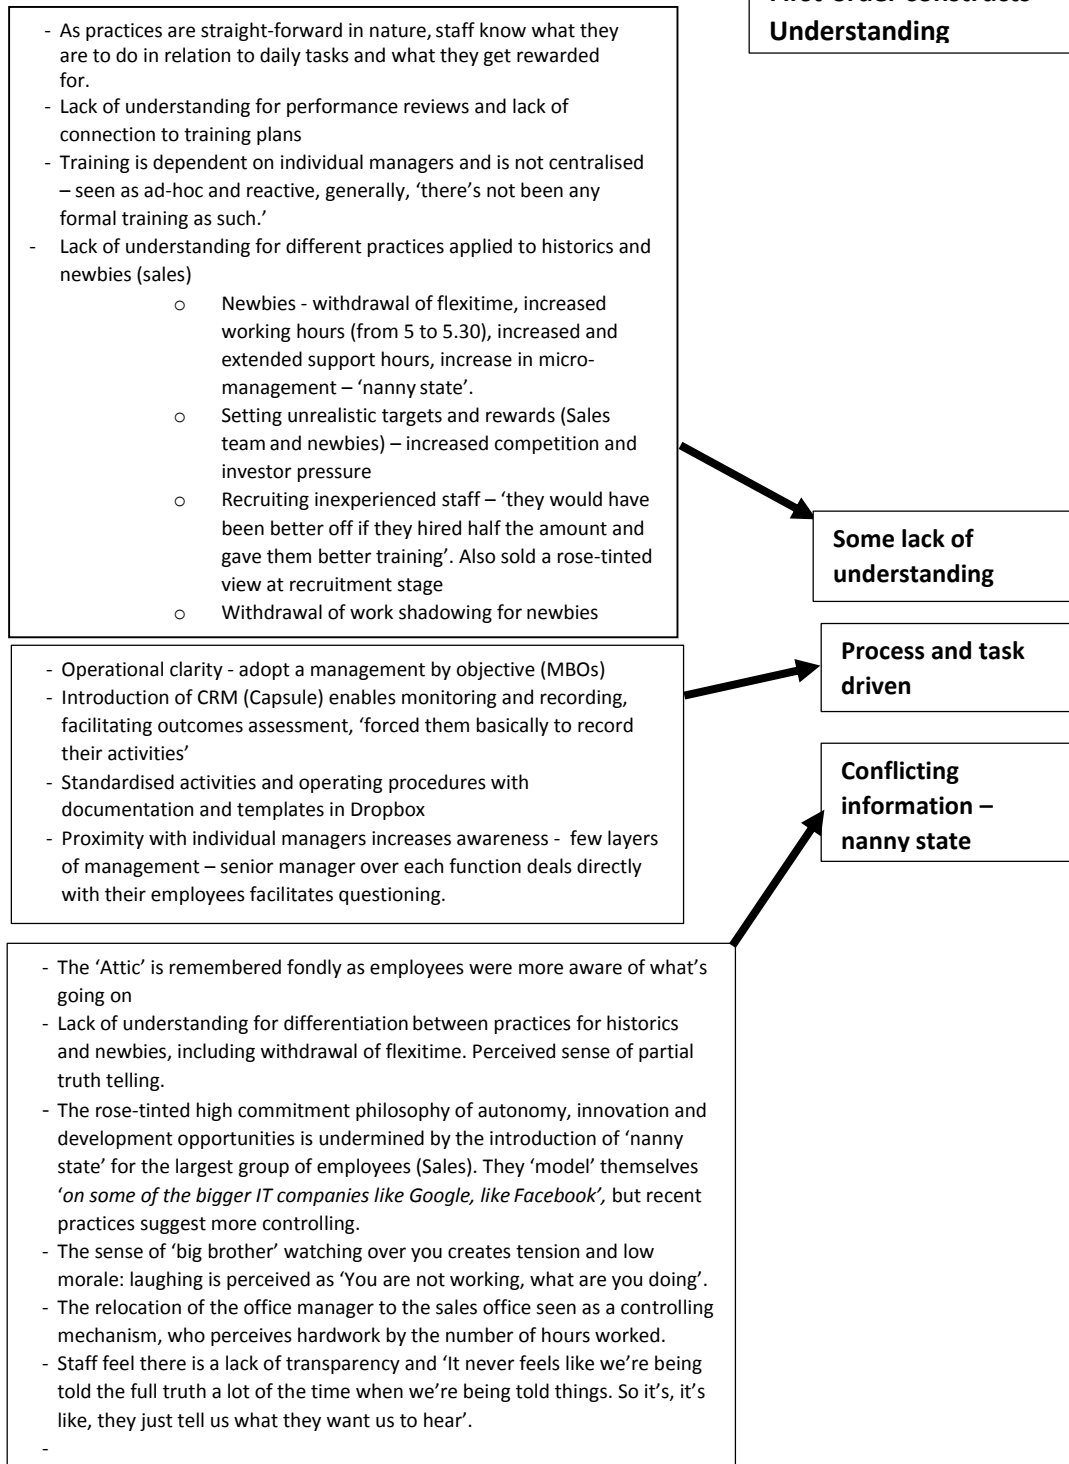 Understanding
- As practices are straight-forward in nature, staff know what they
are to do in relation to daily tasks and what they get rewarded
for.
- Lack of understanding for performance reviews and lack of
connection to training plans
- Training is dependent on individual managers and is not centralised
– seen as ad-hoc and reactive, generally, ‘there’s not been any
formal training as such.’
- Lack of understanding for different practices applied to historics and
newbies (sales)
o Newbies - withdrawal of flexitime, increased
working hours (from 5 to 5.30), increased and
extended support hours, increase in micro-
management – ‘nanny state’.
o Setting unrealistic targets and rewards (Sales
team and newbies) – increased competition and
investor pressure
o Recruiting inexperienced staff – ‘they would have
been better off if they hired half the amount and
gave them better training’. Also sold a rose-tinted
view at recruitment stage
o Withdrawal of work shadowing for newbies
Some lack of
understanding
- Operational clarity - adopt a management by objective (MBOs)
- Introduction of CRM (Capsule) enables monitoring and recording,
facilitating outcomes assessment, ‘forced them basically to record
their activities’
- Standardised activities and operating procedures with
documentation and templates in Dropbox
- Proximity with individual managers increases awareness - few layers
of management – senior manager over each function deals directly
with their employees facilitates questioning.
Process and task
driven
Conflicting
information –
nanny state
- The ‘Attic’ is remembered fondly as employees were more aware of what’s
going on
- Lack of understanding for differentiation between practices for historics
and newbies, including withdrawal of flexitime. Perceived sense of partial
truth telling.
- The rose-tinted high commitment philosophy of autonomy, innovation and
development opportunities is undermined by the introduction of ‘nanny
state’ for the largest group of employees (Sales). They ‘model’ themselves
‘on some of the bigger IT companies like Google, like Facebook’, but recent
practices suggest more controlling.
- The sense of ‘big brother’ watching over you creates tension and low
morale: laughing is perceived as ‘You are not working, what are you doing’.
- The relocation of the office manager to the sales office seen as a controlling
mechanism, who perceives hardwork by the number of hours worked.
- Staff feel there is a lack of transparency and ‘It never feels like we’re being
told the full truth a lot of the time when we’re being told things. So it’s, it’s
like, they just tell us what they want us to hear’.
-